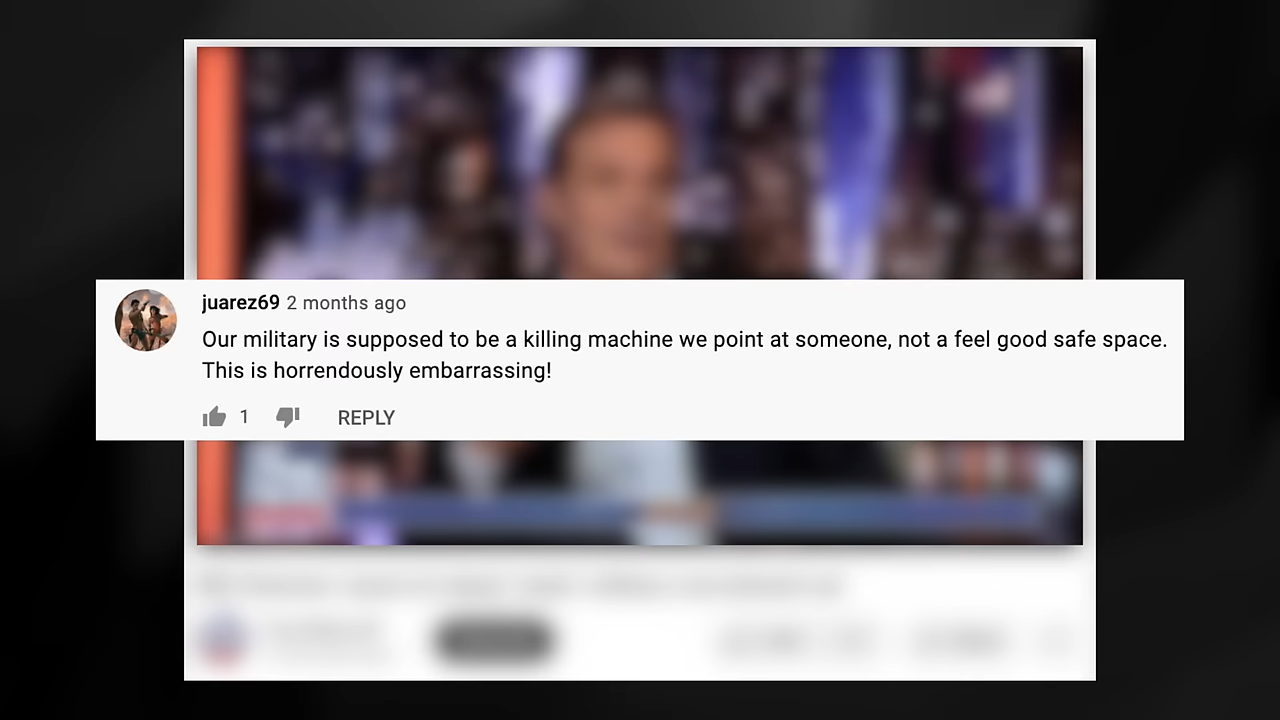 juarez69 2 months ago
Our military is supposed to be a killing machine we point at someone, not a feel good safe space.
This is horrendously embarrassing!
1 REPLY